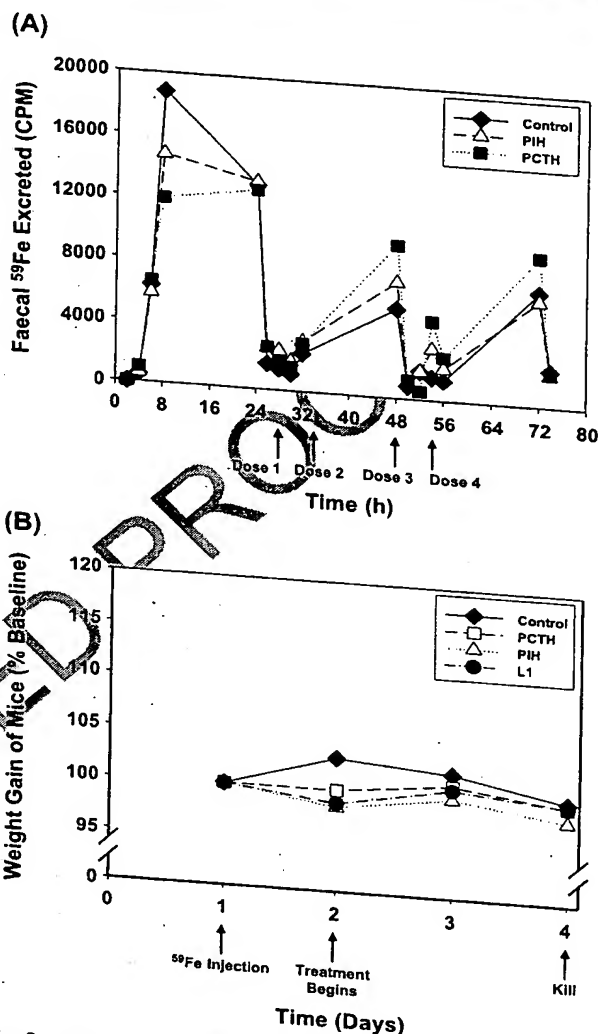 (A)
Faecal ⁵⁹Fe Excreted (CPM)
20000
16000
12000
8000
4000
0
Control
PIH
PCTH
0 8 16 24 32 40 48 56 64 72 80
Dose 1 Dose 2 Dose 3 Dose 4
Time (h)
(B)
Weight Gain of Mice (% Baseline)
120
115
110
105
100
95
0
Control
PCTH
PIH
L1
0 1 2 3 4
⁵⁹Fe Injection
Treatment
Begins
Kill
Time (Days)